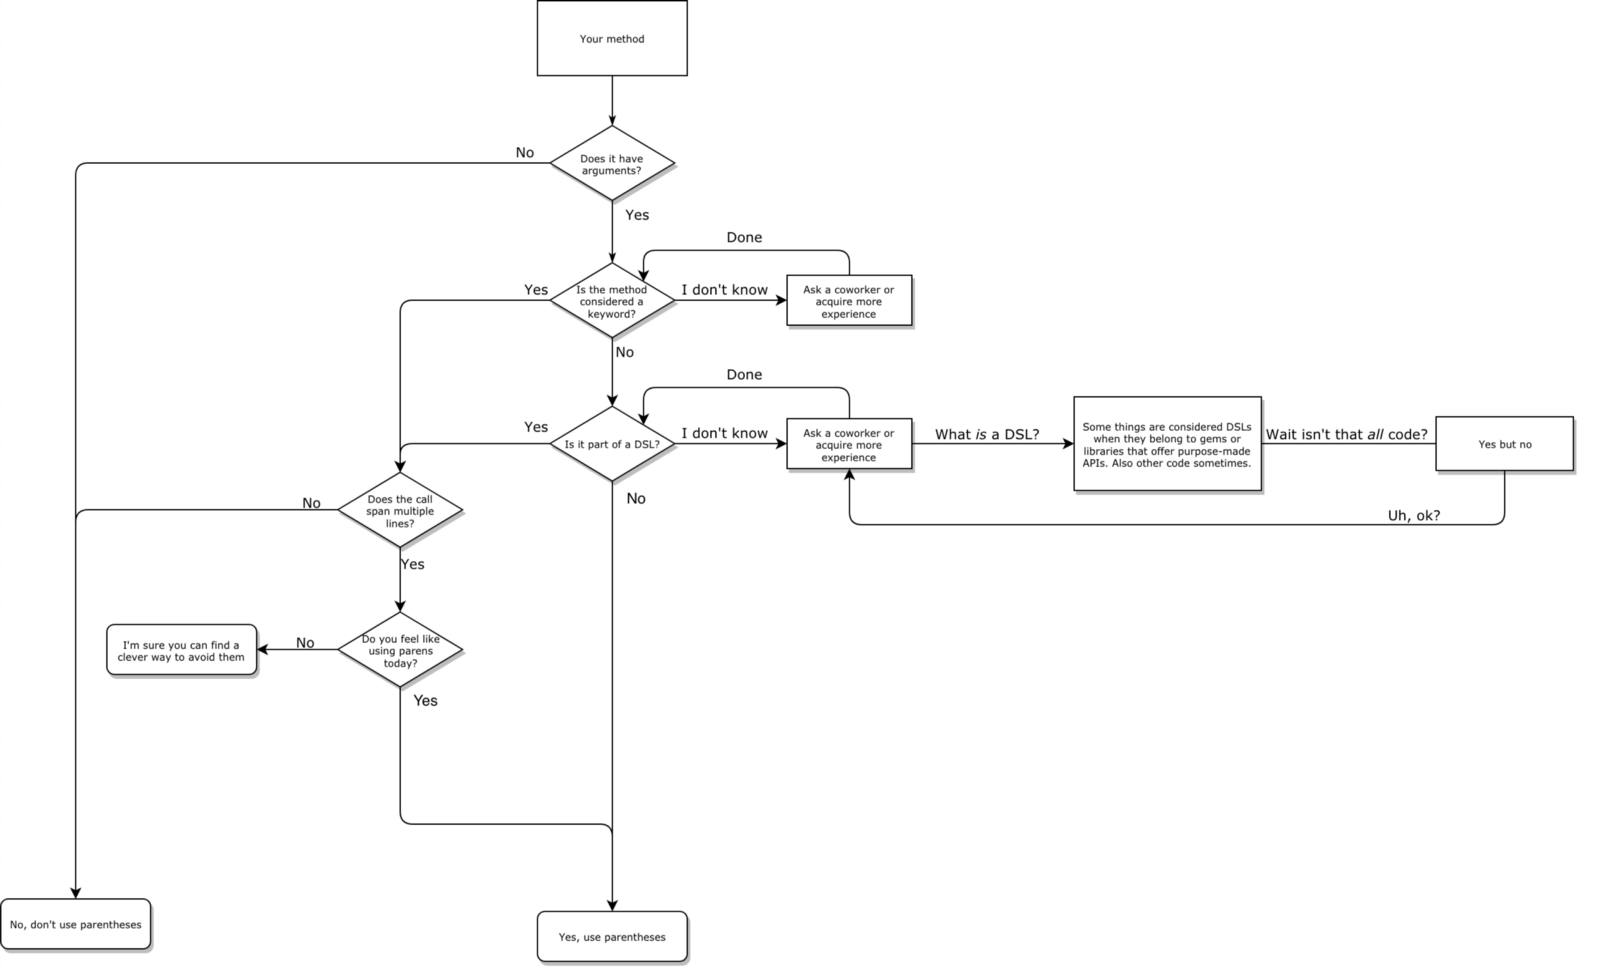 Your method
Does it have
arguments?
No
Yes
Done
Is the method
considered a
keyword?
Yes
I don't know
Ask a coworker or
acquire more
experience
No
Done
Is it part of a DSL?
Yes
I don't know
Ask a coworker or
acquire more
experience
What is a DSL?
Some things are considered DSLs
when they belong to gems or
libraries that offer purpose-made
APIs. Also other code sometimes.
Wait isn't that all code?
Yes but no
Uh, ok?
No
Does the call
span multiple
lines?
No
Yes
Do you feel like
using parens
today?
No
I'm sure you can find a
clever way to avoid them
Yes
No, don't use parentheses
Yes, use parentheses